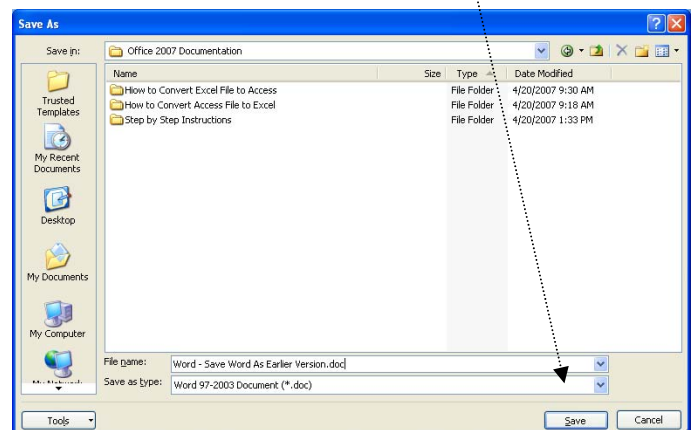 Save As
Save in: Office 2007 Documentation
Name Size Type Date Modified
How to Convert Excel File to Access File Folder 4/20/2007 9:30 AM
How to Convert Access File to Excel File Folder 4/20/2007 9:18 AM
Step by Step Instructions File Folder 4/20/2007 1:33 PM
Trusted
Templates
My Recent
Documents
Desktop
My Documents
My Computer
File name: Word - Save Word As Earlier Version.doc
Save as type: Word 97-2003 Document (*.doc)
Tools Save Cancel